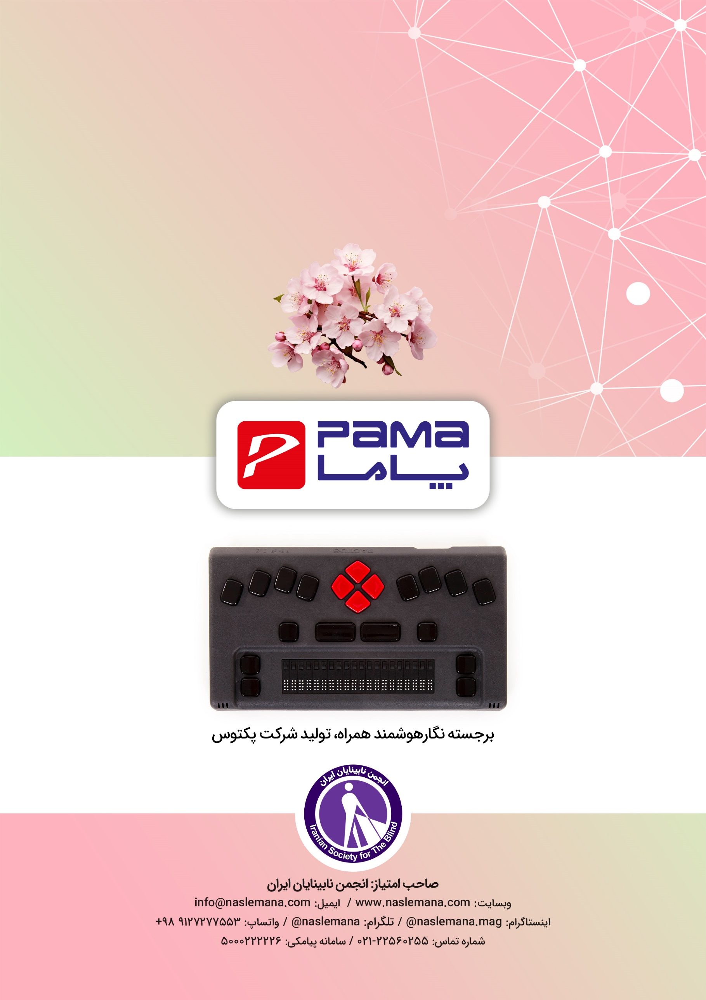 PAMA
پاما
PACTOS
برجسته نگارهوشمند همراه، تولید شرکت پکتوس
انجمن نابینایان ایران
Iranian Society for The Blind
صاحب امتیاز: انجمن نابینایان ایران
وبسایت: www.naslemana.com / ایمیل: info@naslemana.com
اینستاگرام: @naslemana.mag / تلگرام: @naslemana / واتساپ: ۹۱۲۷۲۷۷۵۵۳ ۹۸+
شماره تماس: ۰۲۱-۲۲۵۶۰۲۵۵ / سامانه پیامکی: ۵۰۰۰۲۲۲۲۲۶